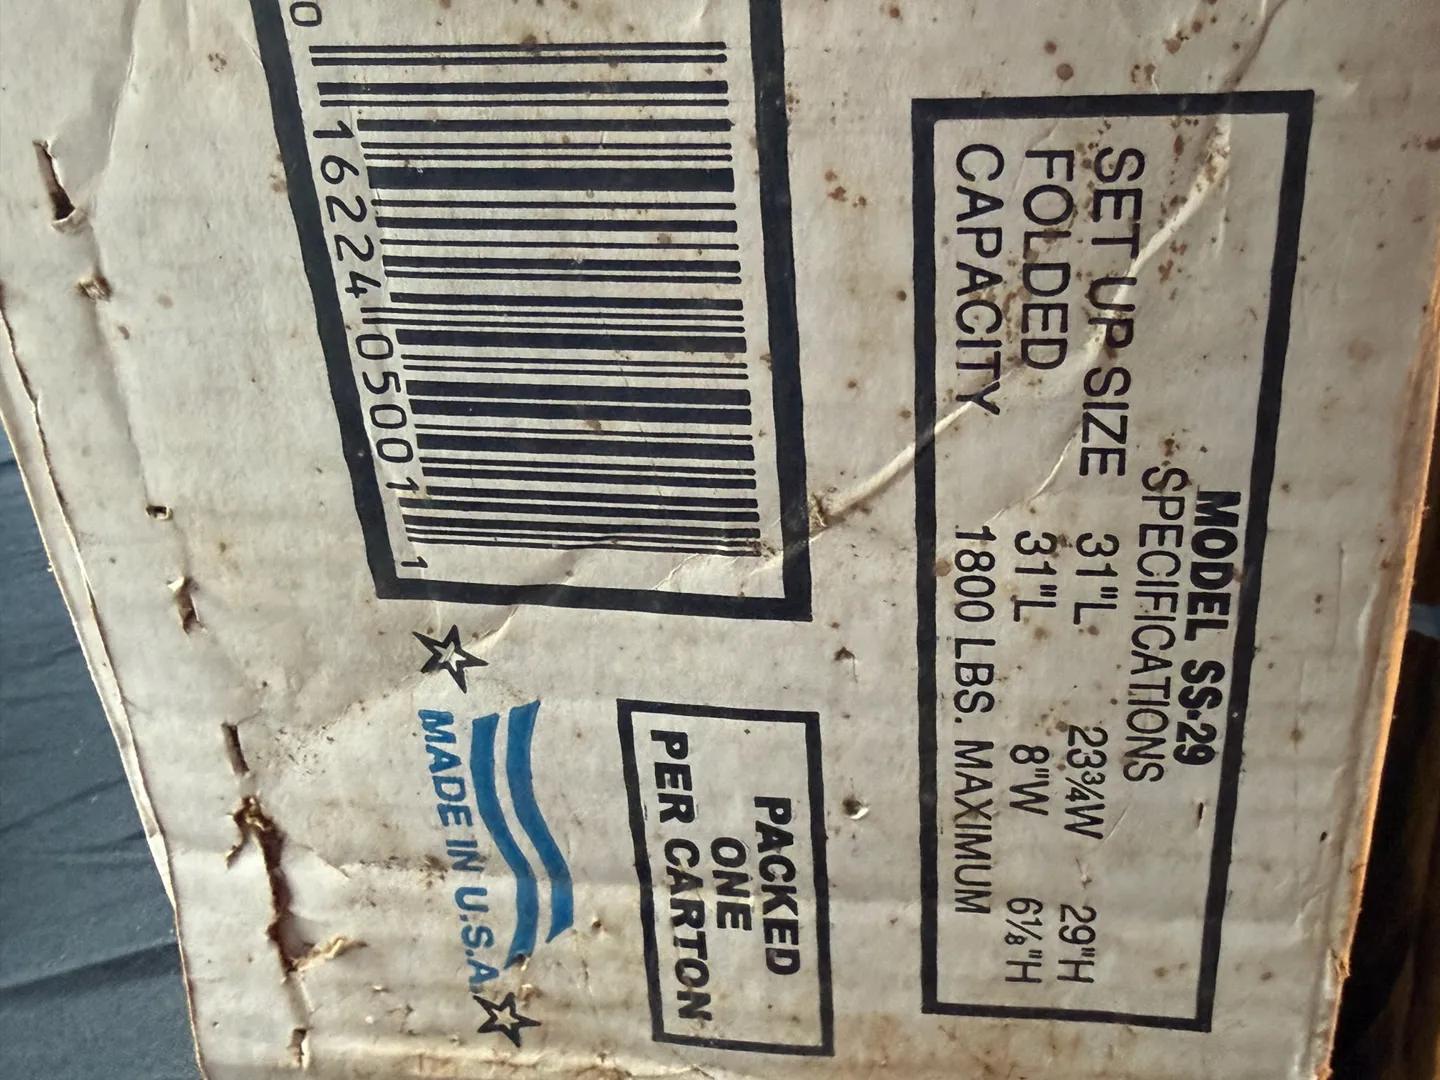 MODEL SS-29
SPECIFICATIONS
SET UP SIZE 31"L 23¾W 29"H
FOLDED 31"L 8"W 6⅛"H
CAPACITY 1800 LBS. MAXIMUM
0 16224 05001 1
PACKED
ONE
PER CARTON
MADE IN U.S.A.